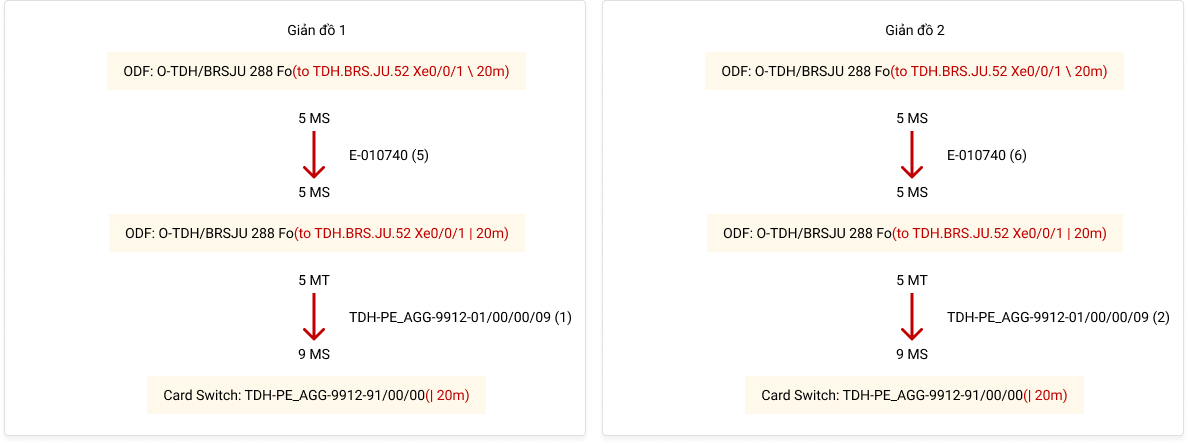 Giản đồ 1
ODF: O-TDH/BRSJU 288 Fo(to TDH.BRS.JU.52 Xe0/0/1 \ 20m)
5 MS
E-010740 (5)
5 MS
ODF: O-TDH/BRSJU 288 Fo(to TDH.BRS.JU.52 Xe0/0/1 | 20m)
5 MT
TDH-PE_AGG-9912-01/00/00/09 (1)
9 MS
Card Switch: TDH-PE_AGG-9912-91/00/00(| 20m)
Giản đồ 2
ODF: O-TDH/BRSJU 288 Fo(to TDH.BRS.JU.52 Xe0/0/1 \ 20m)
5 MS
E-010740 (6)
5 MS
ODF: O-TDH/BRSJU 288 Fo(to TDH.BRS.JU.52 Xe0/0/1 | 20m)
5 MT
TDH-PE_AGG-9912-01/00/00/09 (2)
9 MS
Card Switch: TDH-PE_AGG-9912-91/00/00(| 20m)